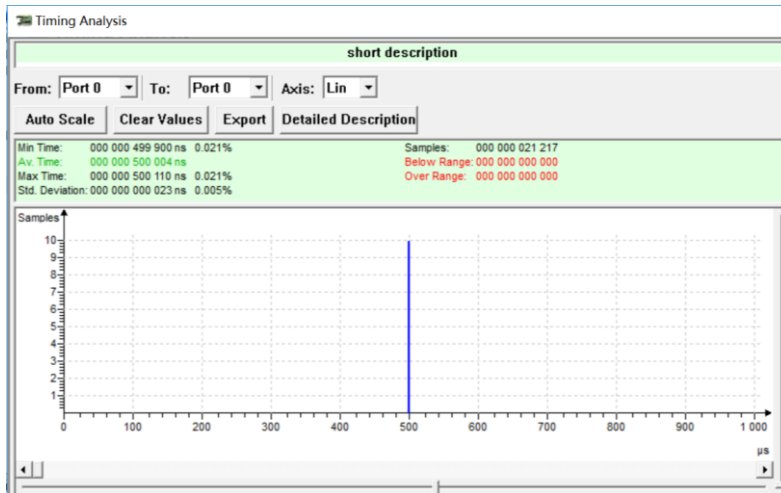 Timing Analysis
short description
From: Port 0 To: Port 0 Axis: Lin
Auto Scale Clear Values Export Detailed Description
Min Time: 000 000 499 900 ns 0.021% Samples: 000 000 021 217
Av. Time: 000 000 500 004 ns Below Range: 000 000 000 000
Max Time: 000 000 500 110 ns 0.021% Over Range: 000 000 000 000
Std. Deviation: 000 000 000 023 ns 0.005%
Samples
10
9
8
7
6
5
4
3
2
1
0 100 200 300 400 500 600 700 800 900 1 000
µs